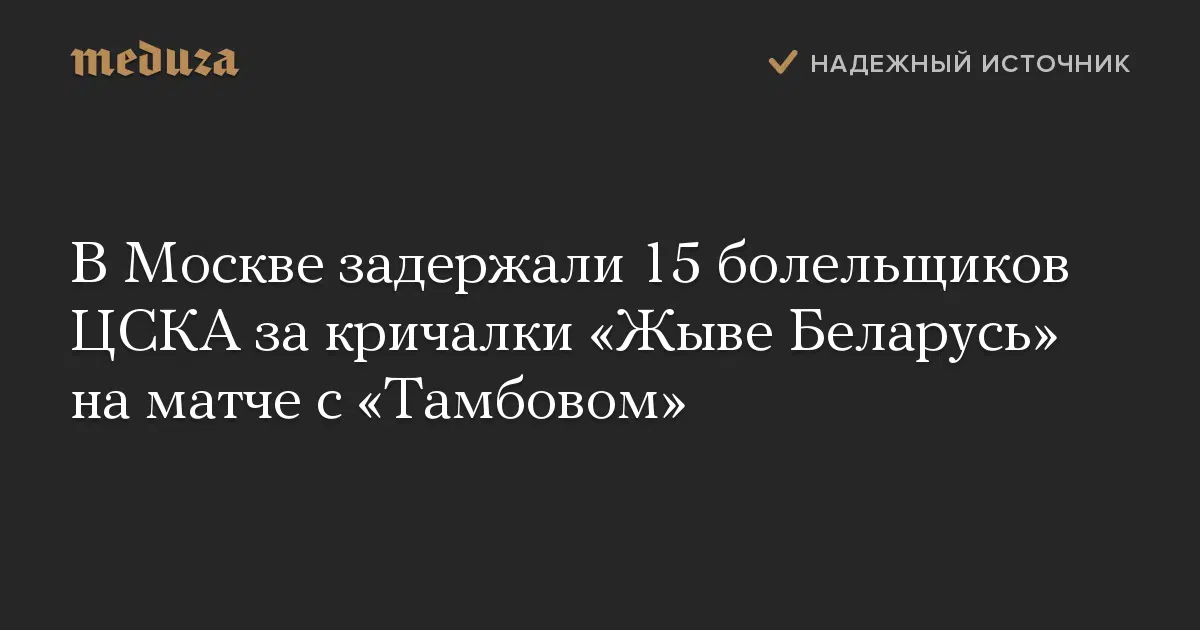 meduza
НАДЕЖНЫЙ ИСТОЧНИК
В Москве задержали 15 болельщиков
ЦСКА за кричалки «Жыве Беларусь»
на матче с «Тамбовом»